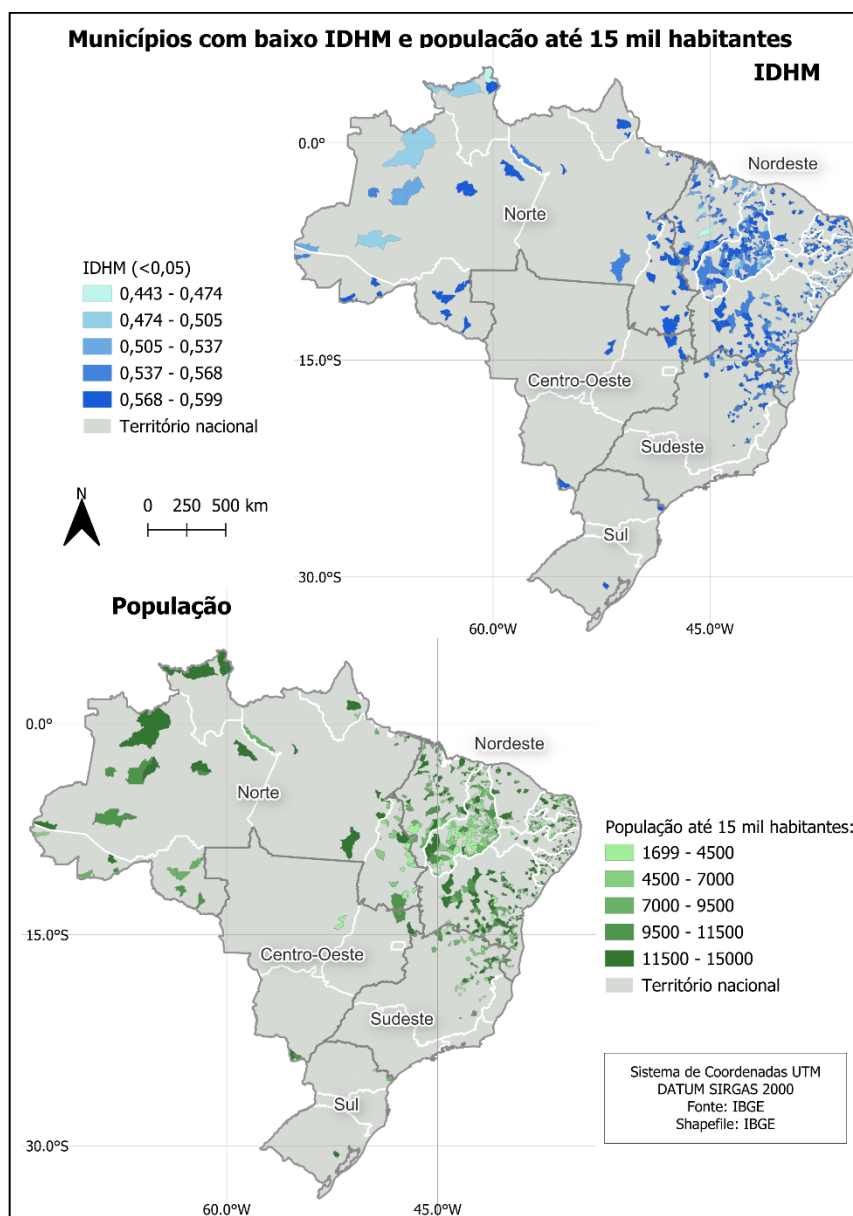 Municípios com baixo IDHM e população até 15 mil habitantes
IDHM
0.0°
Nordeste
Norte
IDHM (<0,05)
0,443 - 0,474
0,474 - 0,505
0,505 - 0,537
0,537 - 0,568
0,568 - 0,599
Território nacional
15.0°S
Centro-Oeste
Sudeste
N
0 250 500 km
Sul
30.0°S
60.0°W 45.0°W
População
0.0°
Nordeste
Norte
População até 15 mil habitantes:
1699 - 4500
4500 - 7000
7000 - 9500
9500 - 11500
11500 - 15000
Território nacional
15.0°S
Centro-Oeste
Sudeste
Sistema de Coordenadas UTM
DATUM SIRGAS 2000
Fonte: IBGE
Shapefile: IBGE
Sul
30.0°S
60.0°W 45.0°W